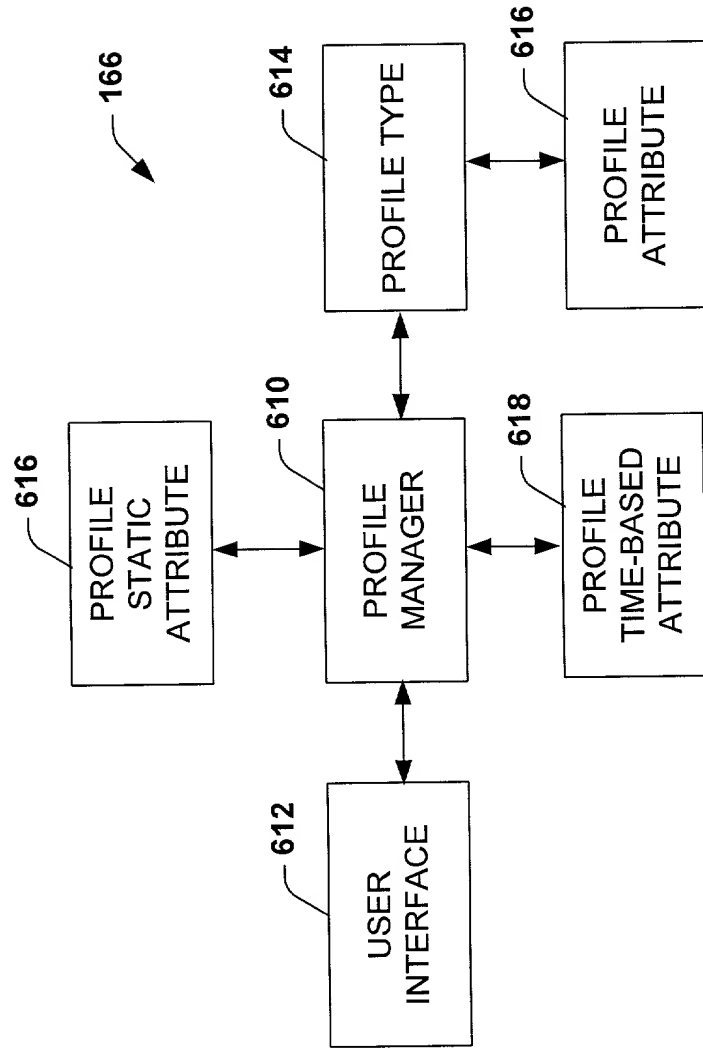 616
PROFILE
STATIC
ATTRIBUTE
166
612
USER
INTERFACE
610
PROFILE
MANAGER
614
PROFILE TYPE
618
PROFILE
TIME-BASED
ATTRIBUTE
616
PROFILE
ATTRIBUTE